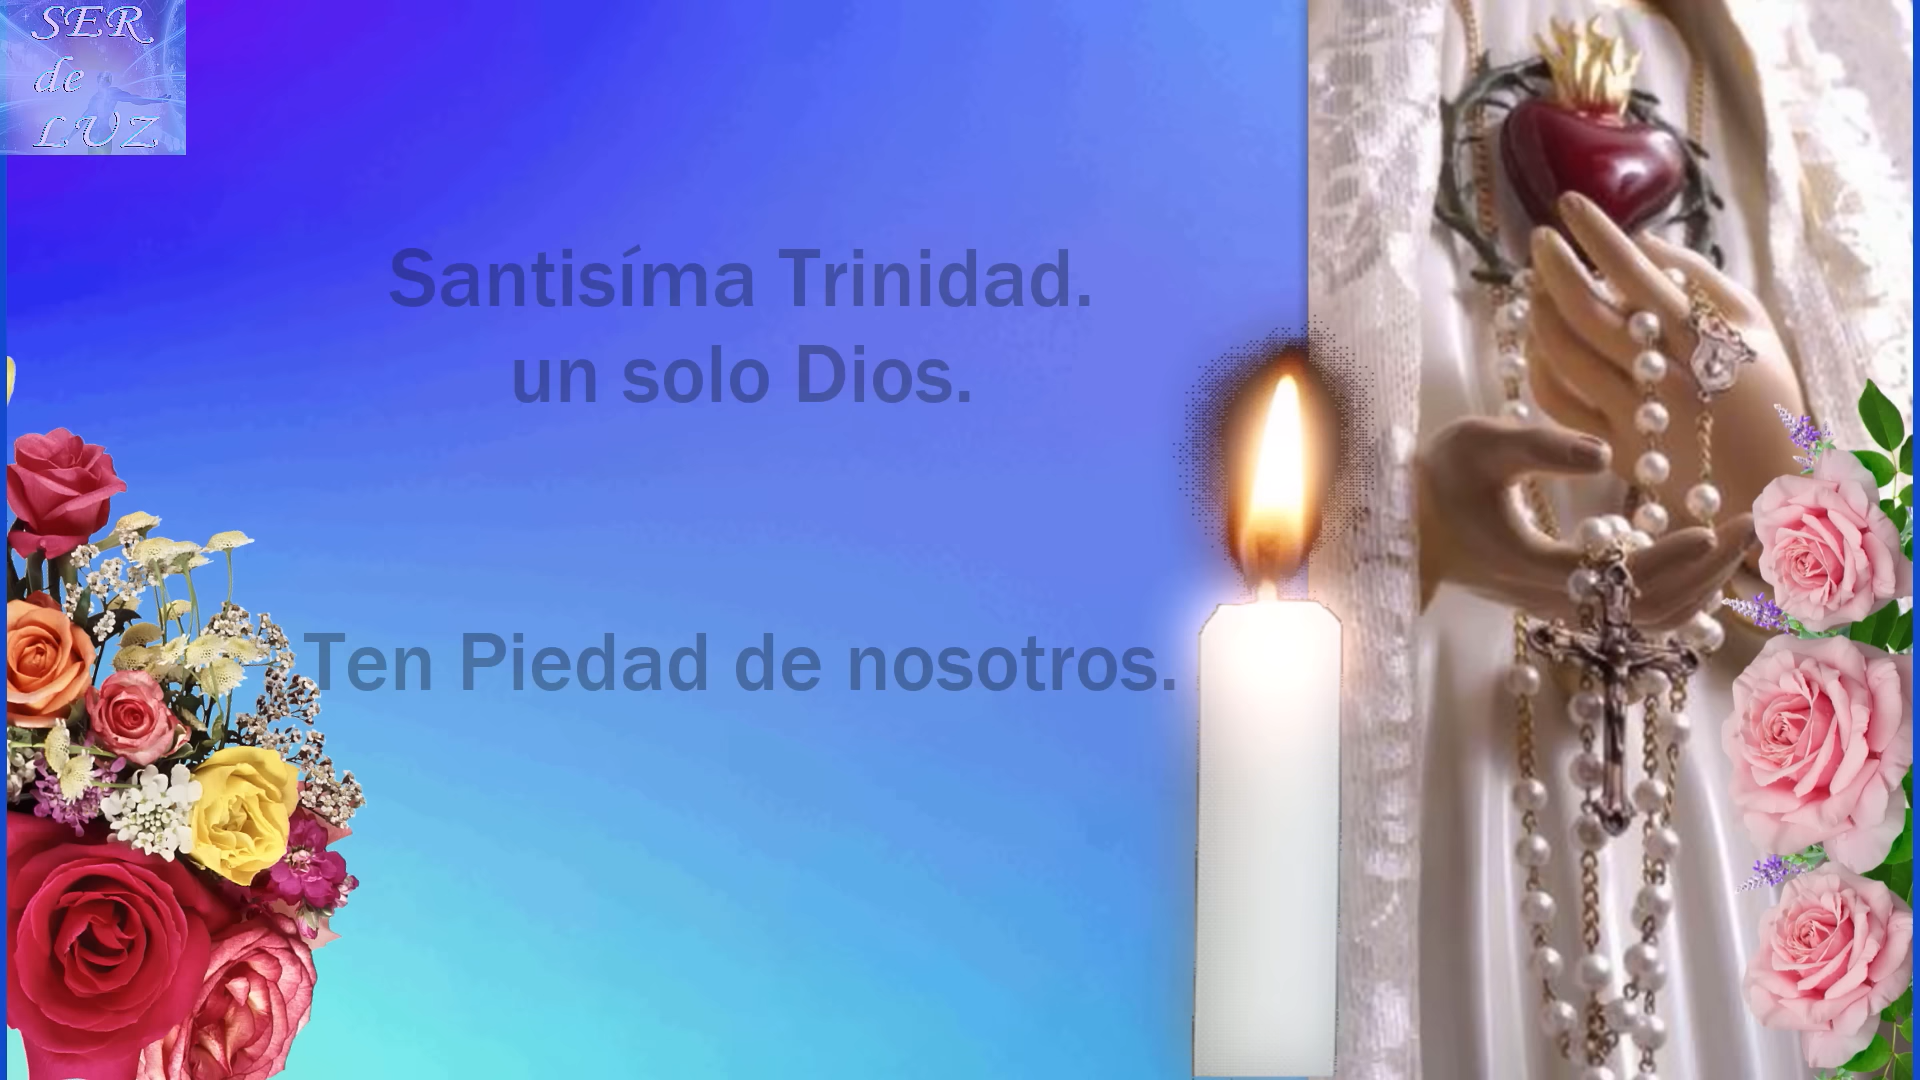 SER
de
LUZ
Santisíma Trinidad.
un solo Dios.
Ten Piedad de nosotros.